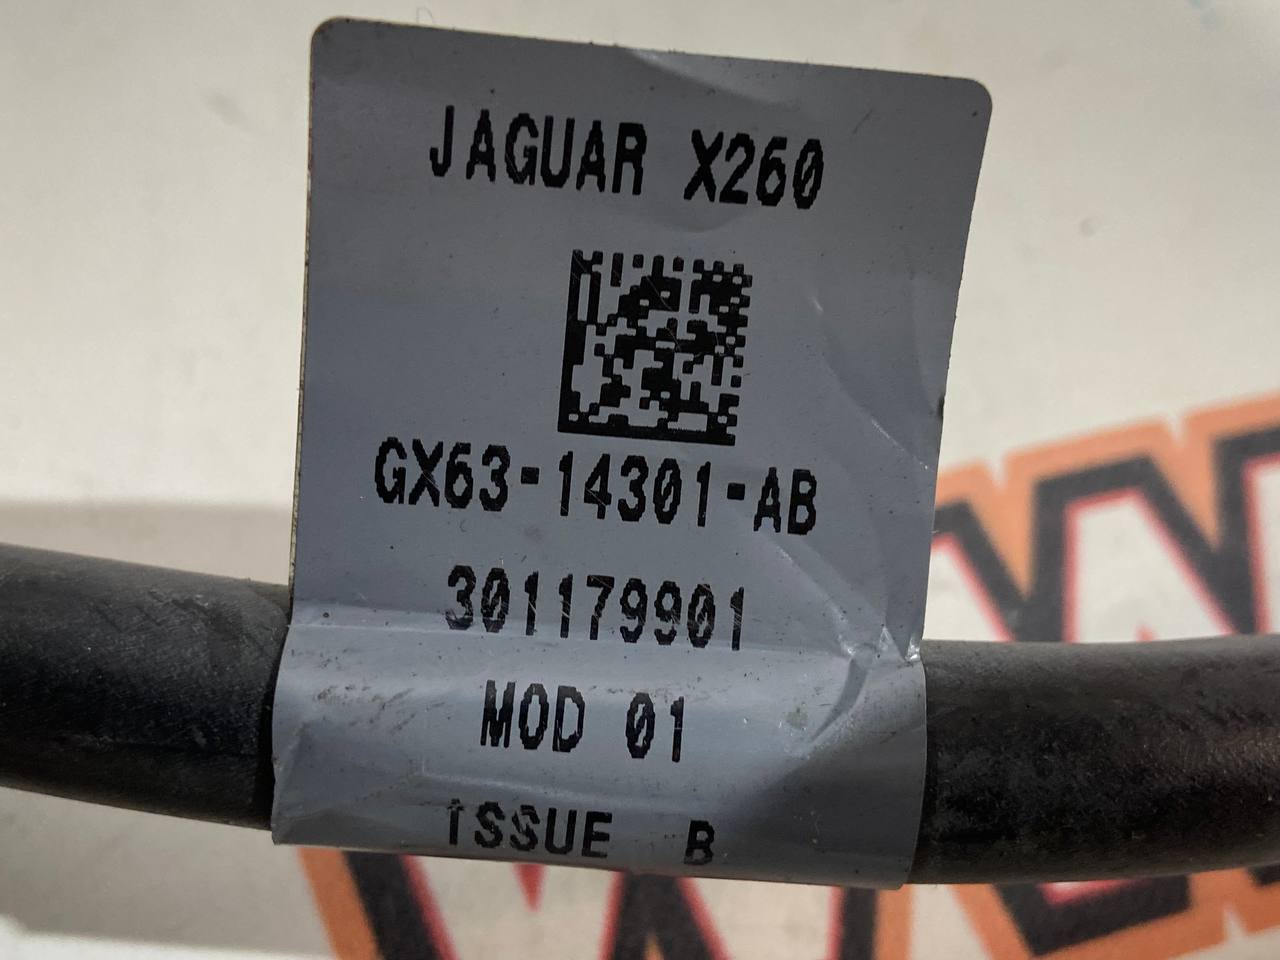 JAGUAR X260
GX63-14301-AB
301179901
MOD 01
ISSUE B